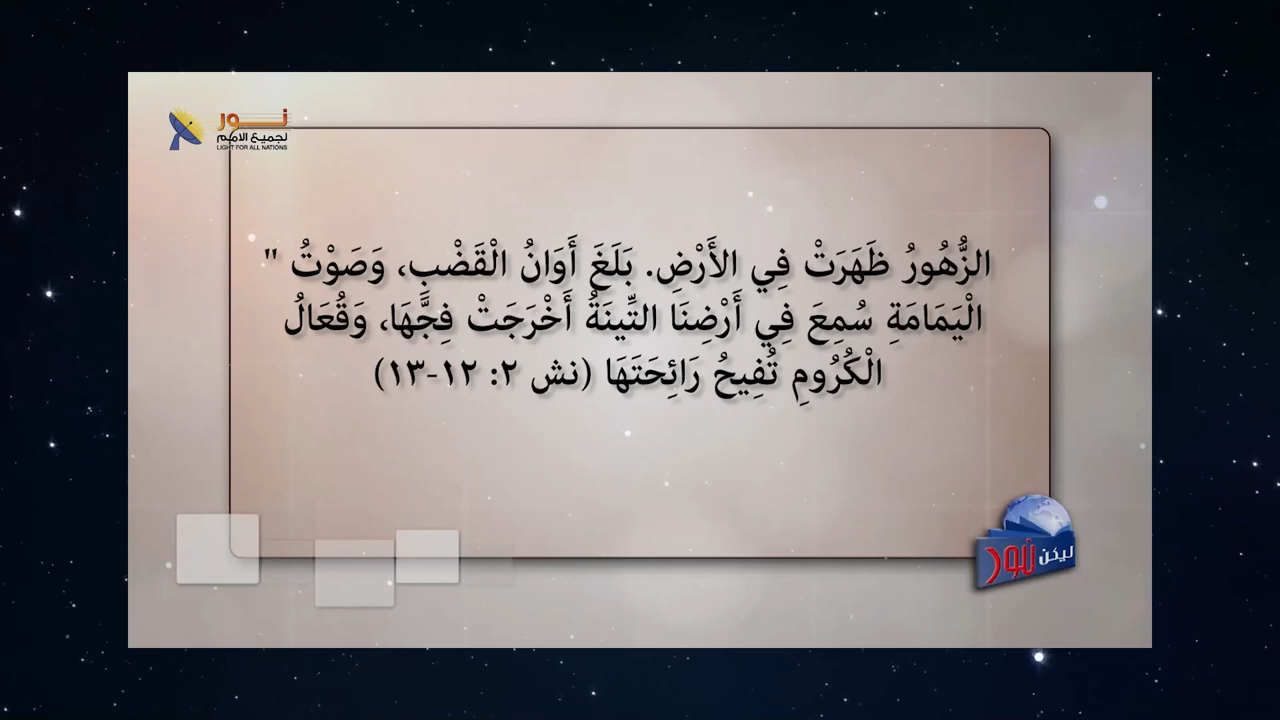 نور
لجميع الامم
LIGHT FOR ALL NATIONS
الزُّهُورُ ظَهَرَتْ فِي الأَرْضِ. بَلَغَ أَوَانُ الْقَضْبِ، وَصَوْتُ "
الْيَمَامَةِ سُمِعَ فِي أَرْضِنَا التِّينَةُ أَخْرَجَتْ فِجَّهَا، وَقُعَالُ
الْكُرُومِ تُفِيحُ رَائِحَتَهَا (نش ٢: ١٢-١٣)
ليكن نور